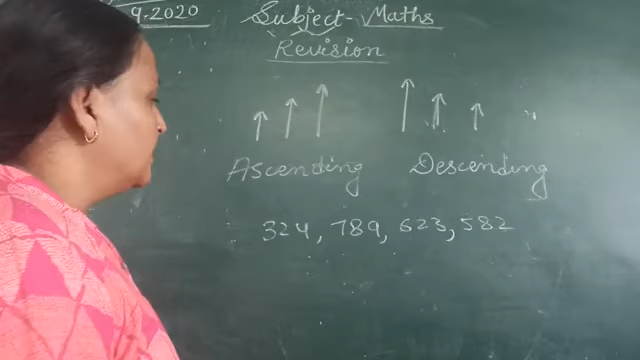 9.2020 Subject - Maths
Revision
Ascending Descending
324, 789, 623, 582